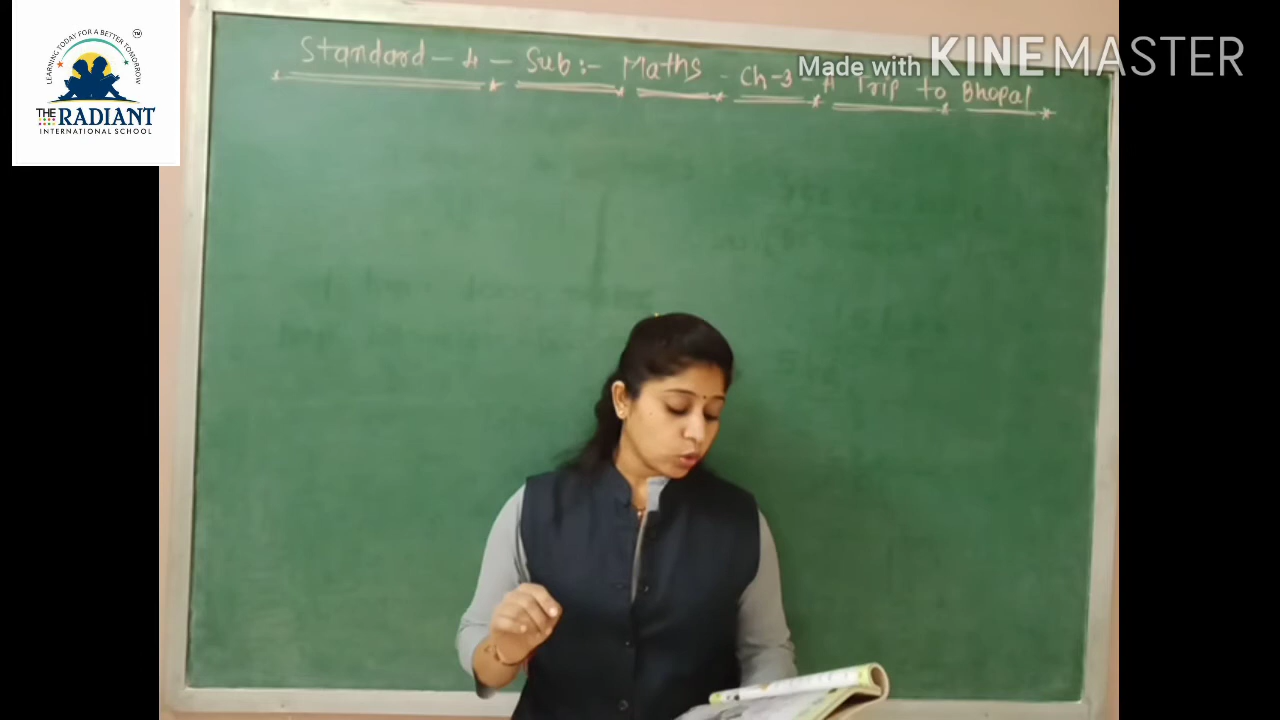 LEARNING TODAY FOR A BETTER TOMORROW
TM
THE RADIANT
INTERNATIONAL SCHOOL
Standard - 4 - Sub :- Maths - Ch-3 - A Trip to Bhopal
Made with KINEMASTER